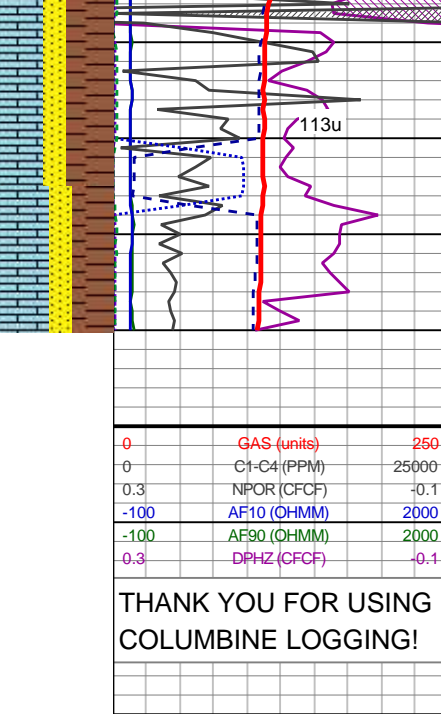 113u
0 GAS (units) 250
0 C1-C4 (PPM) 25000
0.3 NPOR (CFCF) -0.1
-100 AF10 (OHMM) 2000
-100 AF90 (OHMM) 2000
0.3 DPHZ (CFCF) -0.1
THANK YOU FOR USING
COLUMBINE LOGGING!